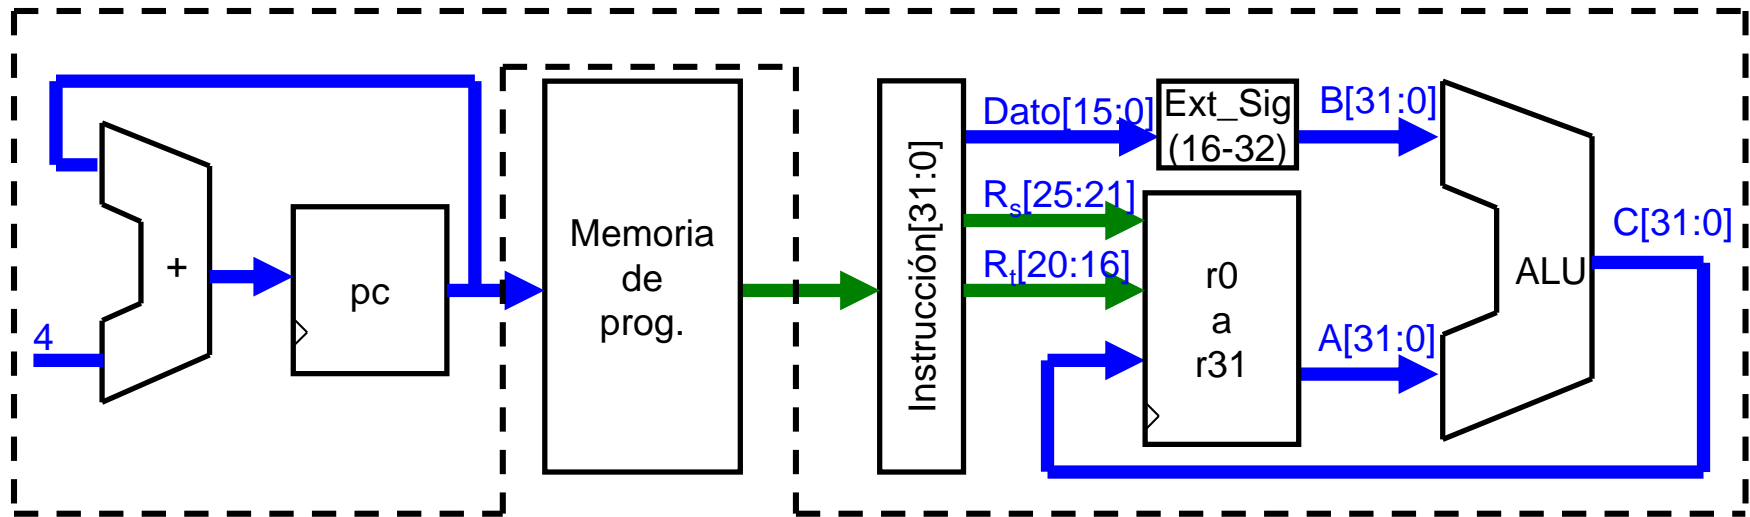 4
+
pc
Memoria
de
prog.
Instrucción[31:0]
Dato[15:0]
Rs[25:21]
Rt[20:16]
Ext_Sig
(16-32)
r0
a
r31
B[31:0]
A[31:0]
ALU
C[31:0]